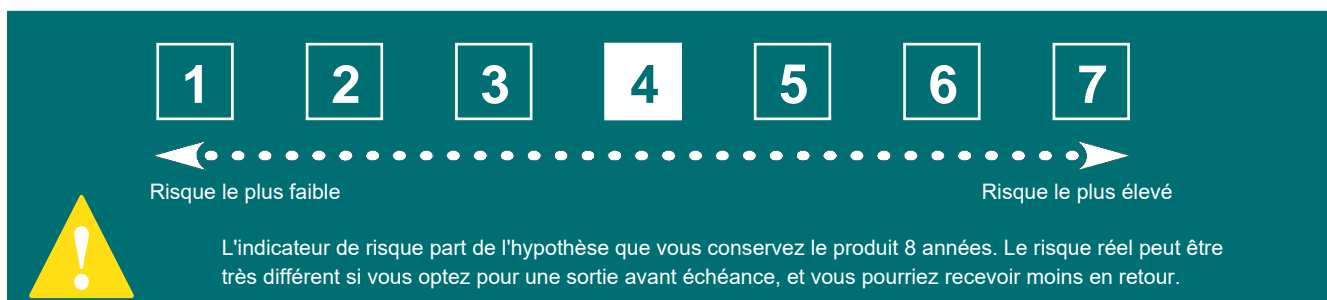 1 2 3 4 5 6 7
Risque le plus faible Risque le plus élevé
!
L'indicateur de risque part de l'hypothèse que vous conservez le produit 8 années. Le risque réel peut être
très différent si vous optez pour une sortie avant échéance, et vous pourriez recevoir moins en retour.